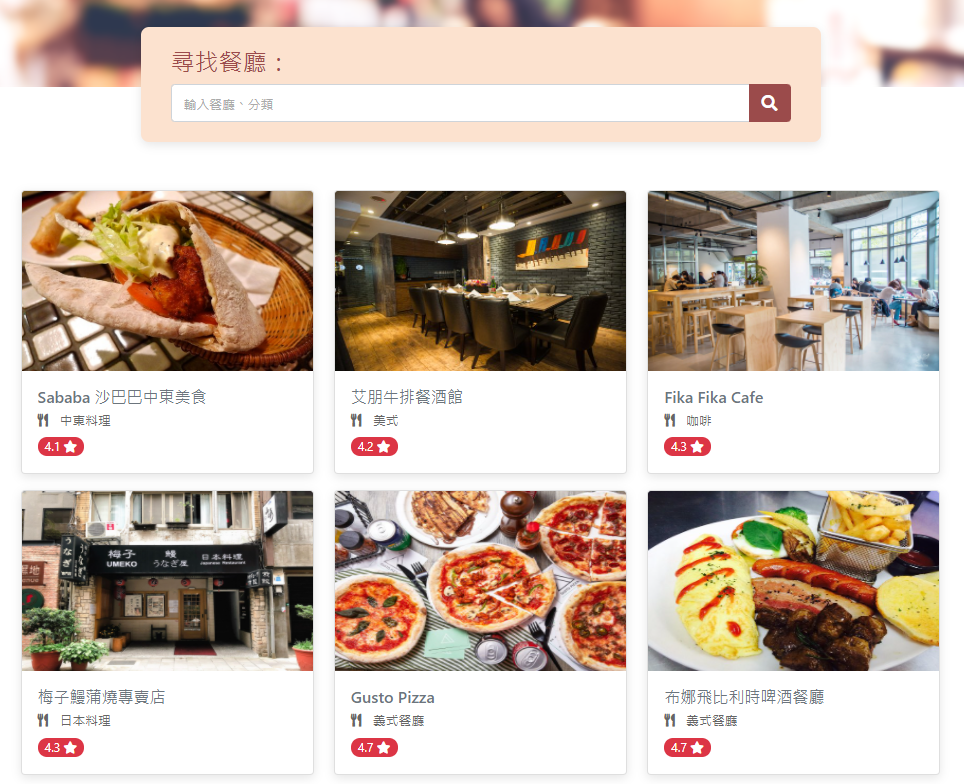 尋找餐廳：
輸入餐廳、分類
Sababa 沙巴巴中東美食
中東料理
4.1
艾朋牛排餐酒館
美式
4.2
Fika Fika Cafe
咖啡
4.3
うなぎ
梅子 鰻 日本料理
UMEKO うなぎ屋 Japanese Restaurant
梅子鰻蒲燒專賣店
日本料理
4.3
Gusto Pizza
義式餐廳
4.7
布娜飛比利時啤酒餐廳
義式餐廳
4.7